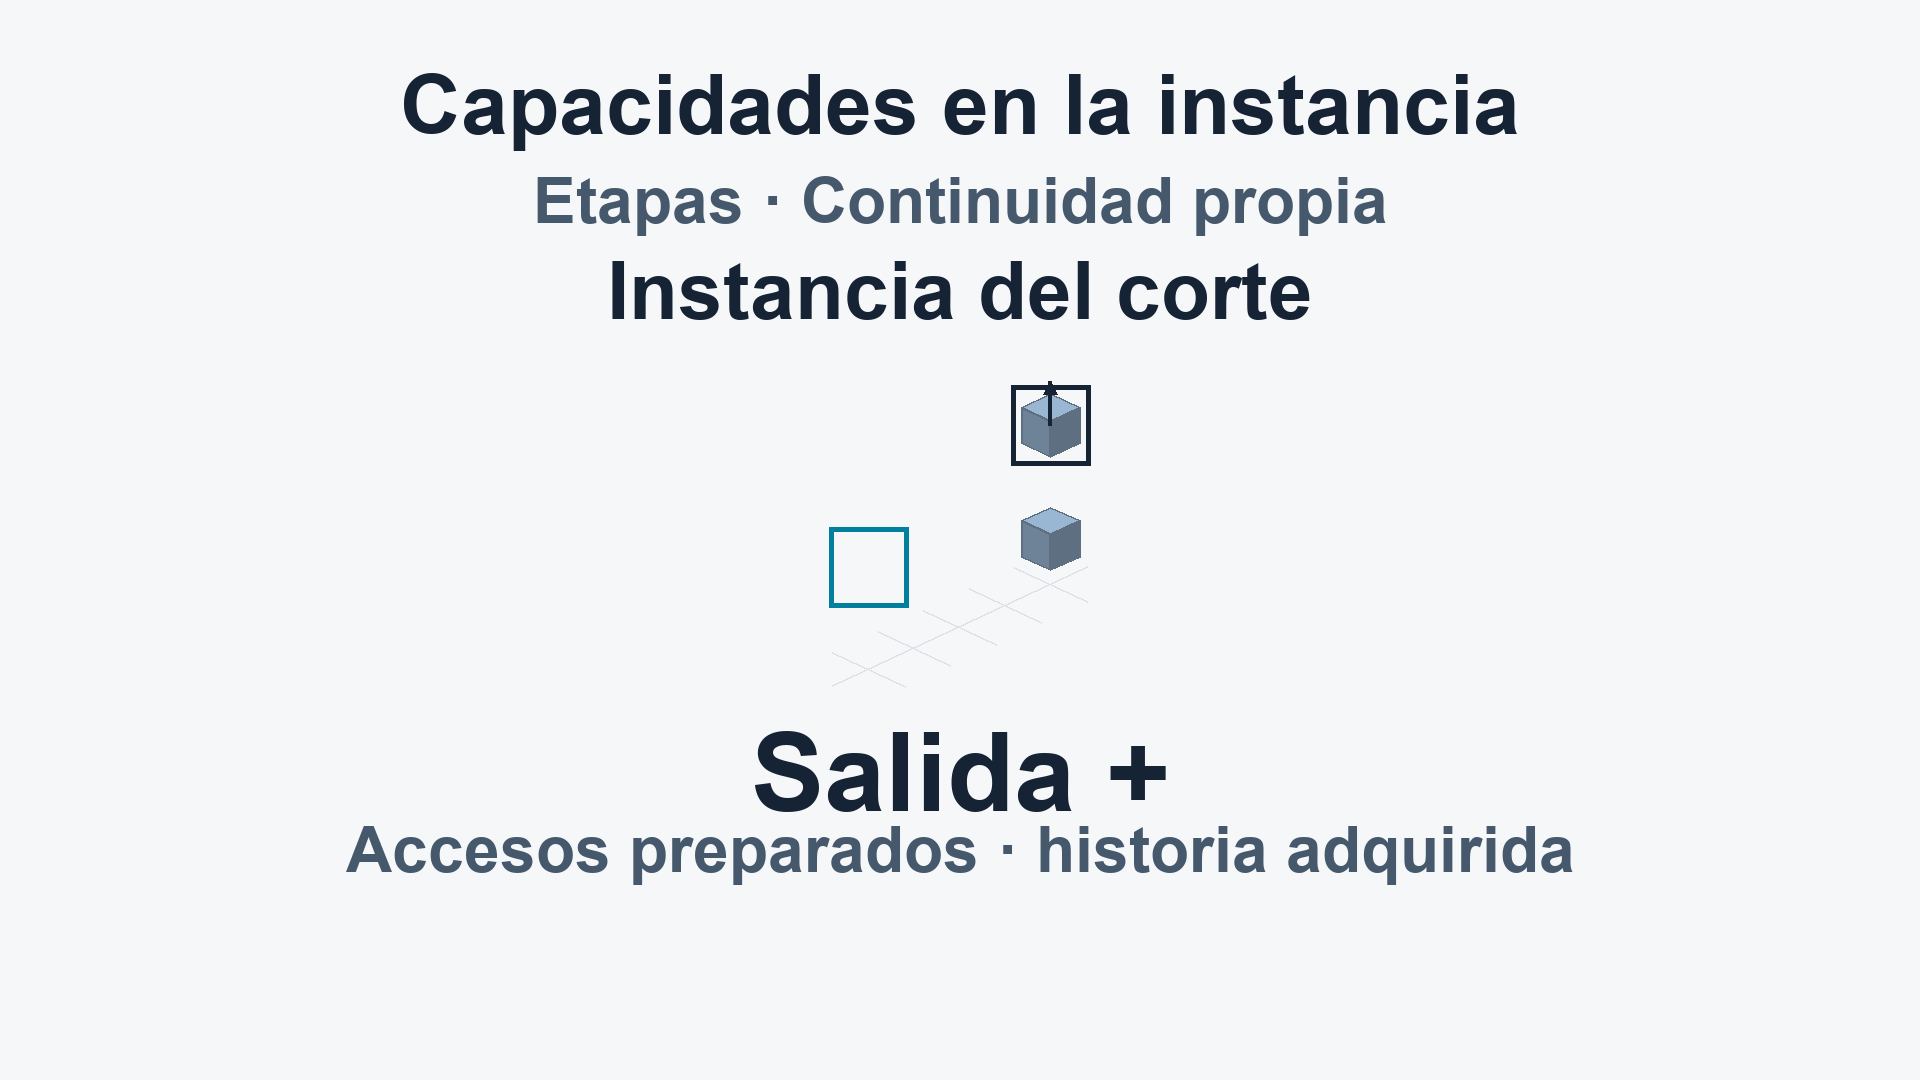 Capacidades en la instancia
Etapas · Continuidad propia
Instancia del corte
Salida +
Accesos preparados · historia adquirida